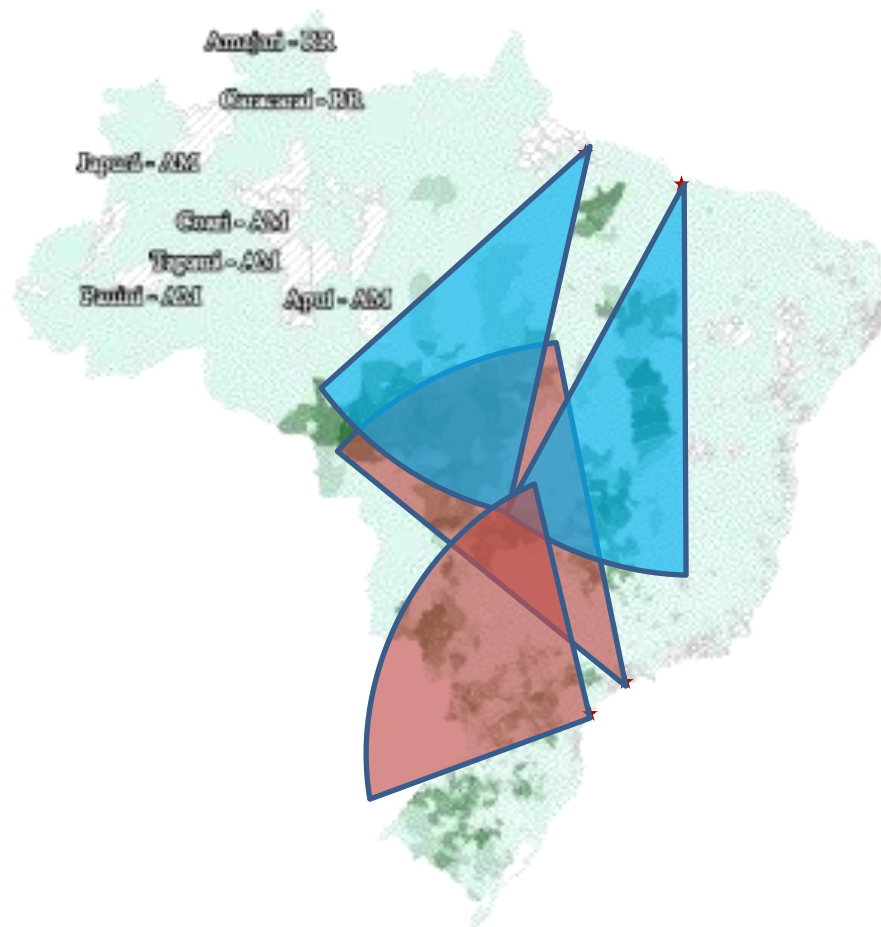 Amajari - RR
Caracaraí - RR
Japurá - AM
Coari - AM
Tapauá - AM
Pauini - AM
Apuí - AM